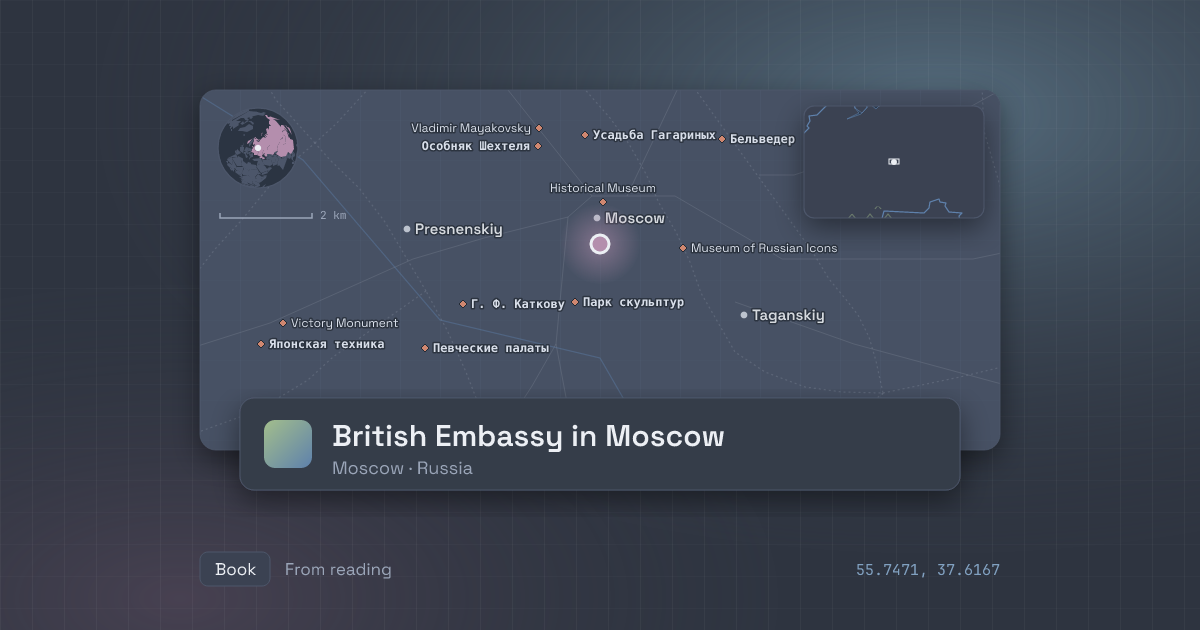 Vladimir Mayakovsky
Усадьба Гагариных
Бельведер
Особняк Шехтеля
Historical Museum
2 km
Moscow
Presnenskiy
Museum of Russian Icons
Г. Ф. Каткову
Парк скульптур
Taganskiy
Victory Monument
Японская техника
Певческие палаты
British Embassy in Moscow
Moscow · Russia
Book
From reading
55.7471, 37.6167